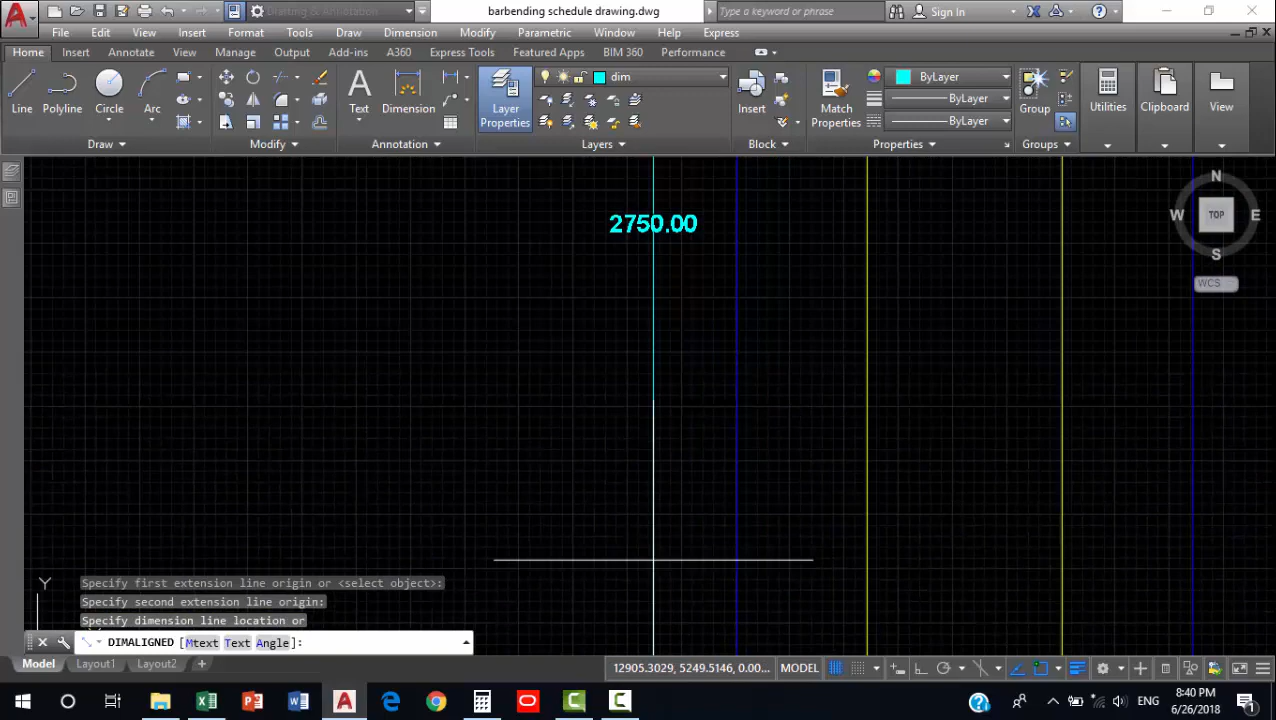 Drafting & Annotation
barbending schedule drawing.dwg
Type a keyword or phrase
Sign In
File Edit View Insert Format Tools Draw Dimension Modify Parametric Window Help Express
Home Insert Annotate View Manage Output Add-ins A360 Express Tools Featured Apps BIM 360 Performance
Line
Polyline
Circle
Arc
Text
Dimension
Layer
Properties
dim
Insert
Match
Properties
ByLayer
ByLayer
ByLayer
Group
Utilities
Clipboard
View
Draw
Modify
Annotation
Layers
Block
Properties
Groups
2750.00
N
W
TOP
E
S
WCS
Y
Specify first extension line origin or <select object>:
Specify second extension line origin:
Specify dimension line location or
DIMALIGNED [Mtext Text Angle]:
Model Layout1 Layout2 +
12905.3029, 5249.5146, 0.00...
MODEL
ENG
6/26/2018